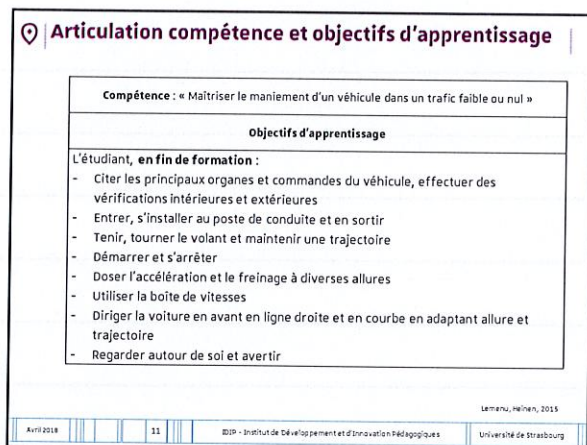 Articulation compétence et objectifs d'apprentissage
Compétence : « Maîtriser le maniement d'un véhicule dans un trafic faible ou nul »
Objectifs d'apprentissage
L'étudiant, en fin de formation :
- Citer les principaux organes et commandes du véhicule, effectuer des
vérifications intérieures et extérieures
- Entrer, s'installer au poste de conduite et en sortir
- Tenir, tourner le volant et maintenir une trajectoire
- Démarrer et s'arrêter
- Doser l'accélération et le freinage à diverses allures
- Utiliser la boite de vitesses
- Diriger la voiture en avant en ligne droite et en courbe en adaptant allure et
trajectoire
- Regarder autour de soi et avertir
Lemenu, Heinen, 2015
Avril 2018
11
IDIP - Institut de Développement et d'Innovation Pédagogiques
Université de Strasbourg